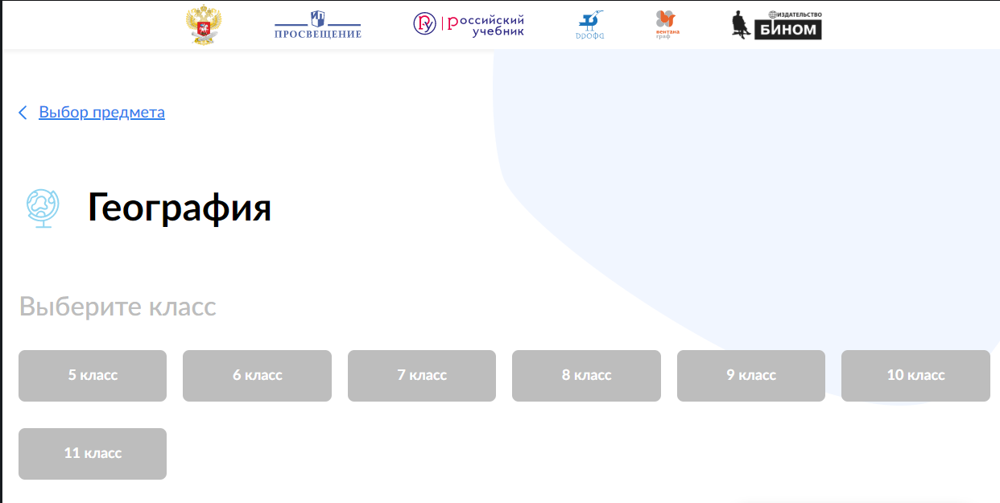 ПРОСВЕЩЕНИЕ
российский
учебник
дрофа
вентана
граф
ИЗДАТЕЛЬСТВО
БИНОМ
Выбор предмета
География
Выберите класс
5 класс 6 класс 7 класс 8 класс 9 класс 10 класс
11 класс